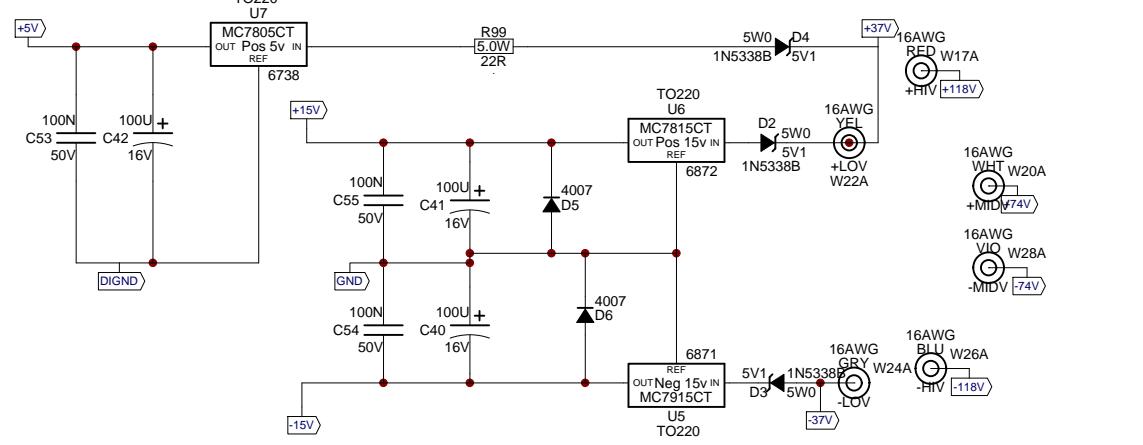 TO220
U7
+5V
MC7805CT
OUT Pos 5v IN
REF
6738
R99
5.0W
22R
5W0 D4
1N5338B 5V1
+37V
16AWG
RED W17A
+HIV +118V
100N
C53
50V
100U +
C42
16V
DIGND
+15V
TO220
U6
MC7815CT
OUT Pos 15v IN
REF
6872
D2
5W0
5V1
1N5338B
16AWG
YEL
+LOV
W22A
16AWG
WHT W20A
+MIDV +74V
100N
C55
50V
100U +
C41
16V
4007
D5
16AWG
VIO W28A
-MIDV -74V
GND
100N
C54
50V
100U +
C40
16V
4007
D6
6871
REF
OUT Neg 15v IN
MC7915CT
U5
TO220
5V1 1N5338B
D3 5W0
16AWG
GRY W24A
-LOV
-37V
16AWG
BLU W26A
-HIV -118V
-15V